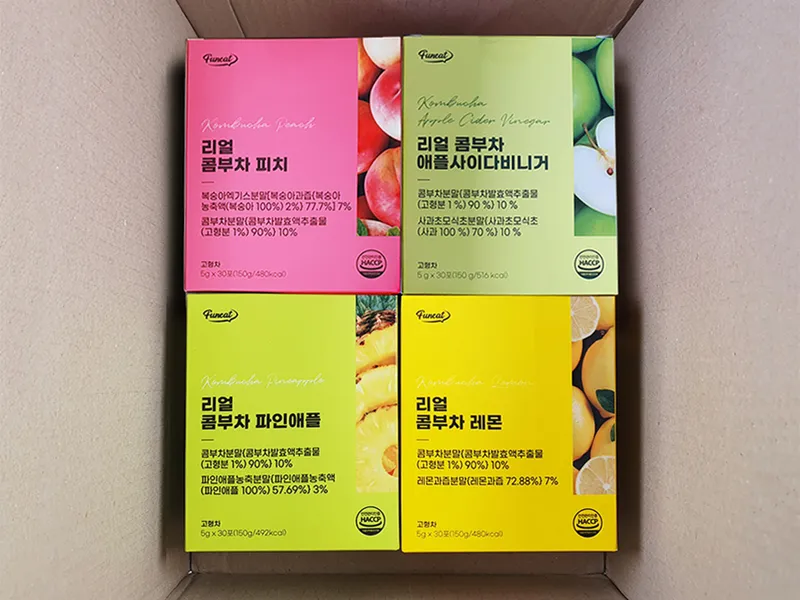 Funeat
Kombucha Peach
리얼
콤부차 피치
복숭아엑기스분말[복숭아과즙(복숭아
농축액(복숭아 100%) 2%) 77.7%] 7%
콤부차분말(콤부차발효액추출물
(고형분 1%) 90%) 10%
고형차
5g x 30포(150g/480kcal)
HACCP
Funeat
Kombucha
Apple Cider Vinegar
리얼 콤부차
애플사이다비니거
콤부차분말(콤부차발효액추출물
(고형분 1 %) 90 %) 10 %
사과초모식초분말(사과초모식초
(사과 100 %) 70 %) 10 %
고형차
5 g x 30포(150 g/516 kcal)
HACCP
Funeat
Kombucha Pineapple
리얼
콤부차 파인애플
콤부차분말(콤부차발효액추출물
(고형분 1%) 90%) 10%
파인애플농축분말(파인애플농축액
(파인애플 100%) 57.69%) 3%
고형차
5g x 30포(150g/492kcal)
HACCP
Funeat
Kombucha Lemon
리얼
콤부차 레몬
콤부차분말(콤부차발효액추출물
(고형분 1%) 90%) 10%
레몬과즙분말(레몬과즙 72.88%) 7%
고형차
5g x 30포(150g/480kcal)
HACCP